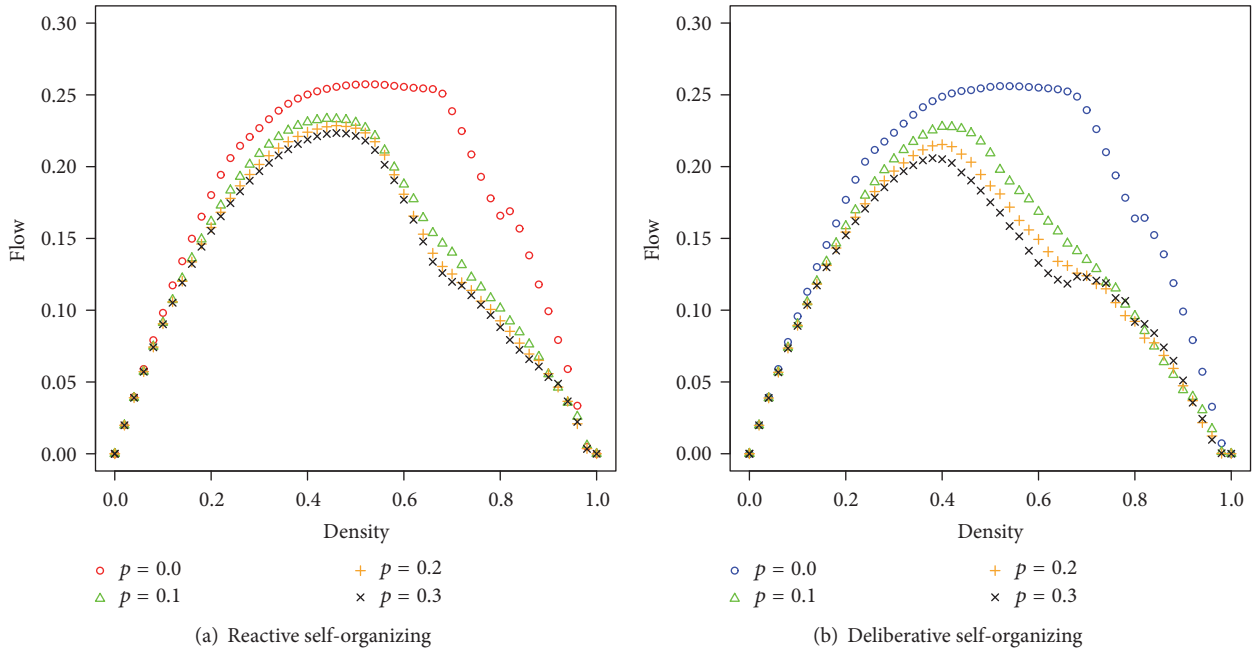 0.30
0.25
0.20
0.15
0.10
0.05
0.00
Flow
0.0 0.2 0.4 0.6 0.8 1.0
Density
p = 0.0 p = 0.2
p = 0.1 p = 0.3
(a) Reactive self-organizing
0.30
0.25
0.20
0.15
0.10
0.05
0.00
Flow
0.0 0.2 0.4 0.6 0.8 1.0
Density
p = 0.0 p = 0.2
p = 0.1 p = 0.3
(b) Deliberative self-organizing